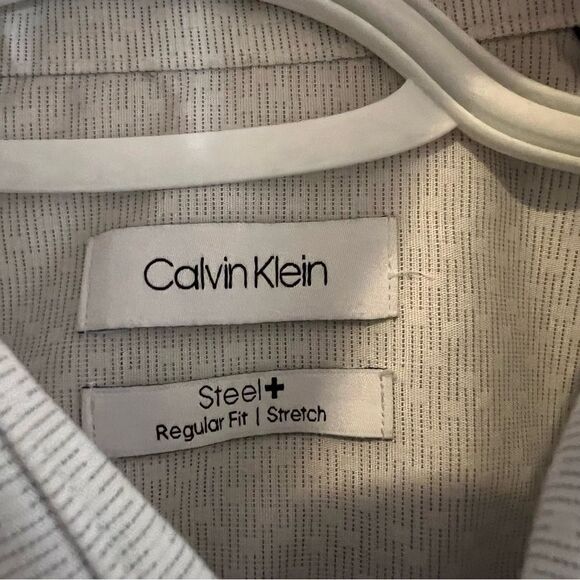 Calvin Klein
Steel+
Regular Fit | Stretch